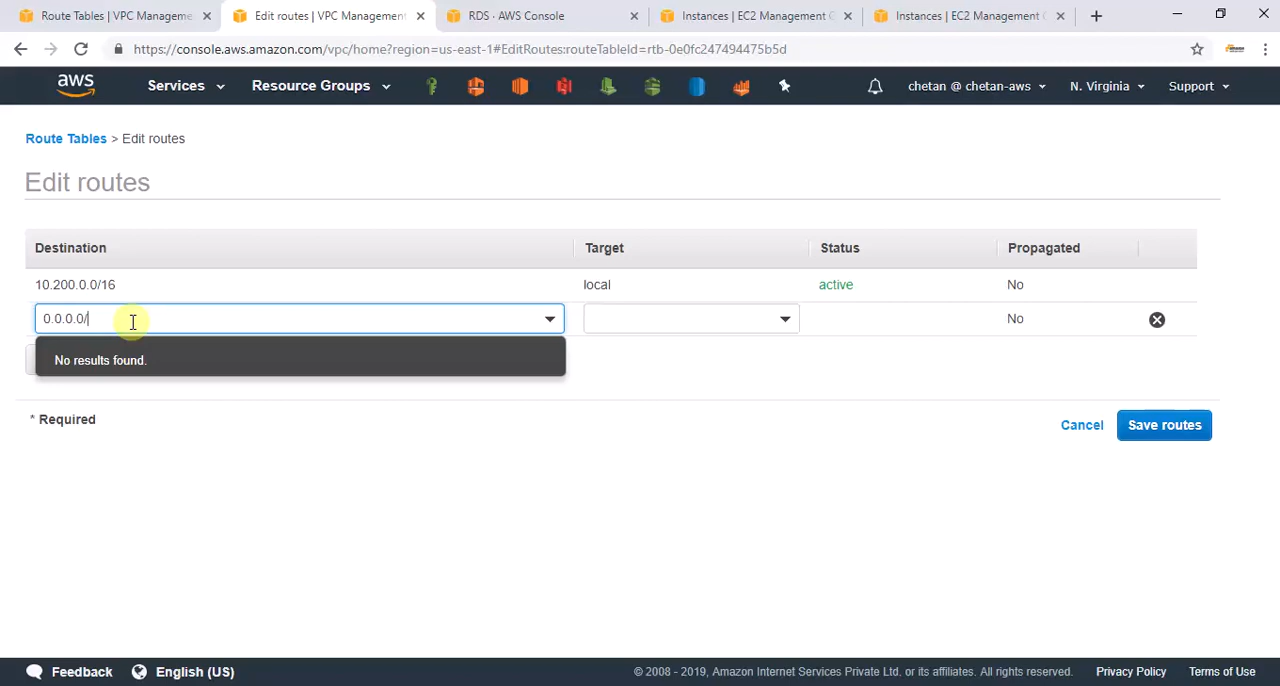 Route Tables | VPC Manageme
Edit routes | VPC Management
RDS · AWS Console
Instances | EC2 Management
Instances | EC2 Management
https://console.aws.amazon.com/vpc/home?region=us-east-1#EditRoutes:routeTableId=rtb-0e0fc247494475b5d
aws
Services
Resource Groups
chetan @ chetan-aws
N. Virginia
Support
Route Tables > Edit routes
Edit routes
Destination Target Status Propagated
10.200.0.0/16 local active No
0.0.0.0/ No
No results found.
* Required
Cancel
Save routes
Feedback
English (US)
© 2008 - 2019, Amazon Internet Services Private Ltd. or its affiliates. All rights reserved.
Privacy Policy
Terms of Use